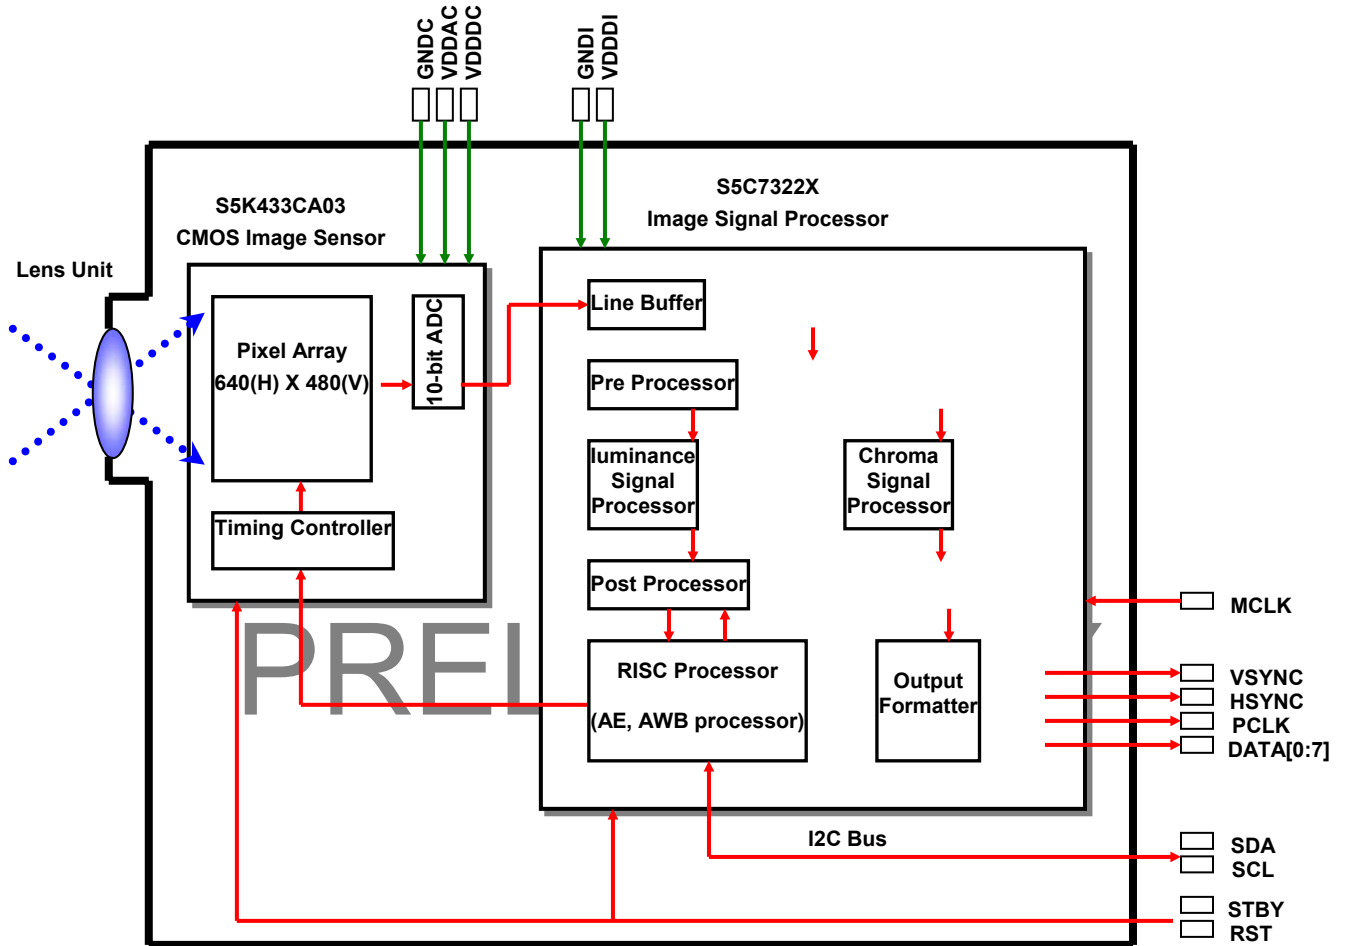 GNDC
VDDAC
VDDDC
GNDI
VDDDI
S5K433CA03
CMOS Image Sensor
S5C7322X
Image Signal Processor
Lens Unit
Pixel Array
640(H) X 480(V)
10-bit ADC
Line Buffer
Pre Processor
luminance
Signal
Processor
Chroma
Signal
Processor
Timing Controller
Post Processor
RISC Processor
(AE, AWB processor)
Output
Formatter
MCLK
VSYNC
HSYNC
PCLK
DATA[0:7]
I2C Bus
SDA
SCL
STBY
RST